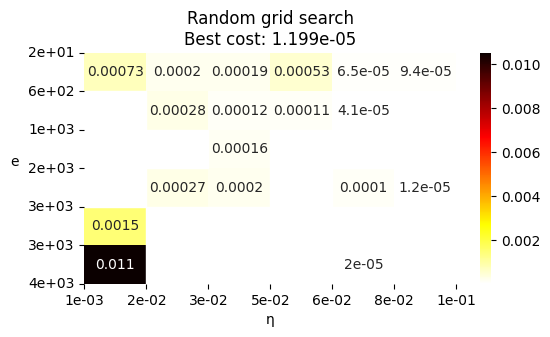 Random grid search
Best cost: 1.199e-05
2e+01
0.00073 0.0002 0.00019 0.00053 6.5e-05 9.4e-05
6e+02
0.00028 0.00012 0.00011 4.1e-05
1e+03
e
0.00016
2e+03
0.00027 0.0002 0.0001 1.2e-05
3e+03
0.0015
3e+03
0.011 2e-05
4e+03
1e-03 2e-02 3e-02 5e-02 6e-02 8e-02 1e-01
η
0.010
0.008
0.006
0.004
0.002